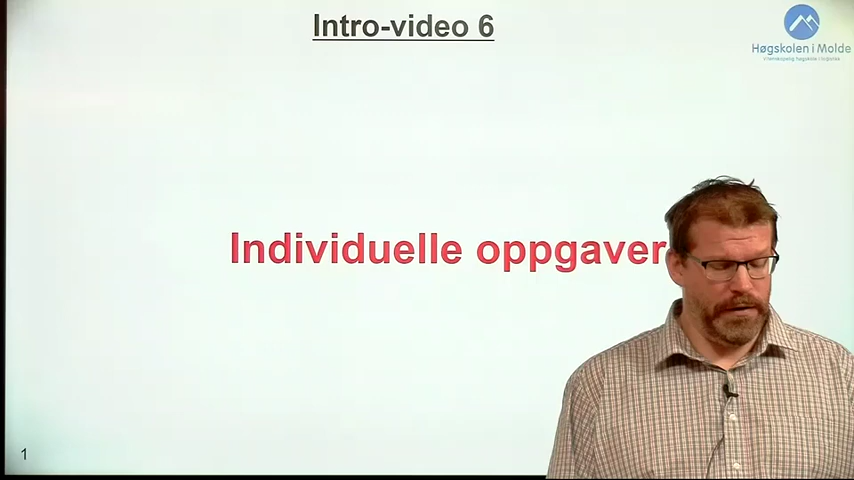 Intro-video 6
Høgskolen i Molde
Vitenskapelig høgskole i logistikk
Individuelle oppgaver
1